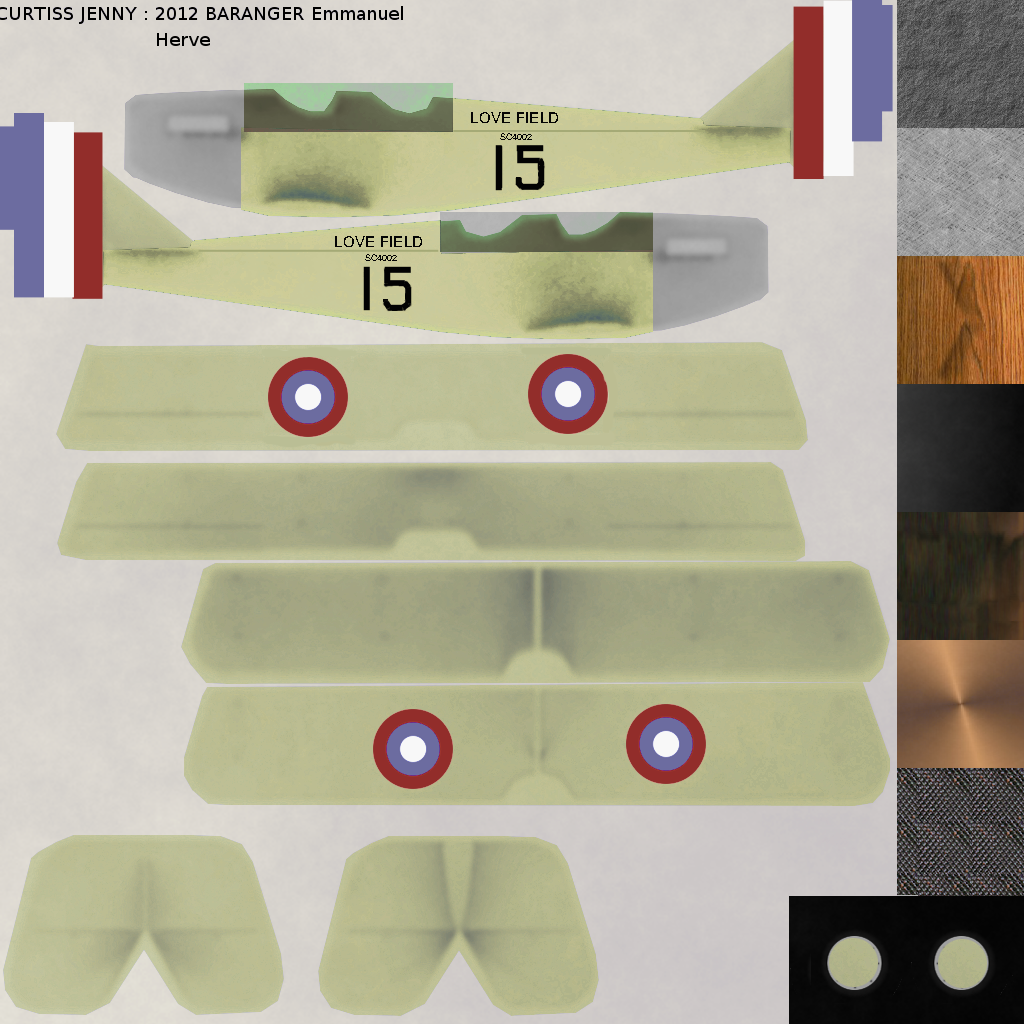 CURTISS JENNY : 2012 BARANGER Emmanuel
Herve
LOVE FIELD
SC4002
15
LOVE FIELD
SC4002
15